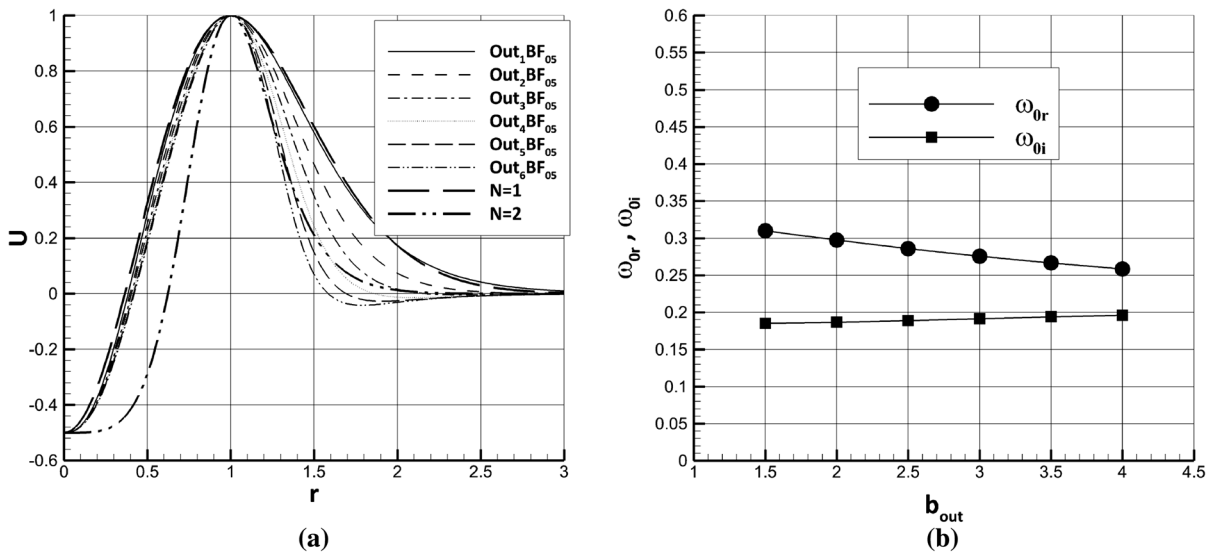 1
0.8
0.6
0.4
0.2
0
-0.2
-0.4
-0.6
U
0
0.5
1
1.5
2
2.5
3
r
Out₁BF₀₅
Out₂BF₀₅
Out₃BF₀₅
Out₄BF₀₅
Out₅BF₀₅
Out₆BF₀₅
N=1
N=2
(a)
0.6
0.55
0.5
0.45
0.4
0.35
0.3
0.25
0.2
0.15
0.1
0.05
0
ω0r , ω0i
1
1.5
2
2.5
3
3.5
4
4.5
b_out
ω0r
ω0i
(b)